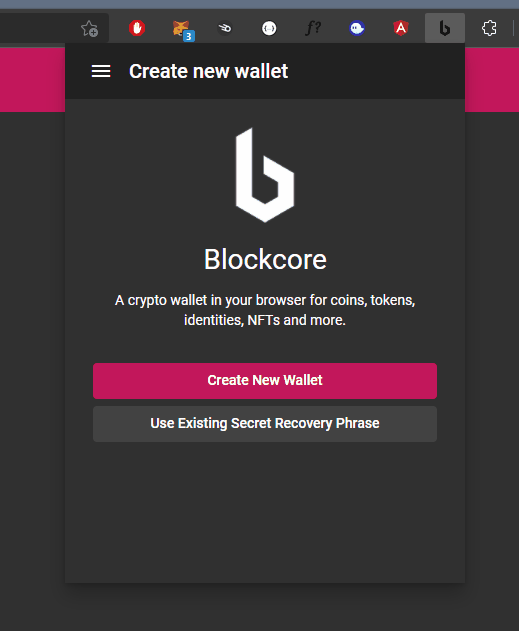 3
f?
Create new wallet
Blockcore
A crypto wallet in your browser for coins, tokens,
identities, NFTs and more.
Create New Wallet
Use Existing Secret Recovery Phrase